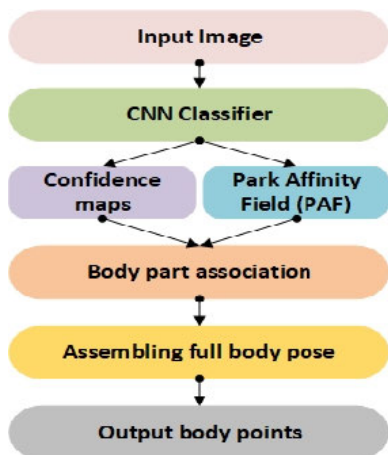 Input Image
CNN Classifier
Confidence
maps
Park Affinity
Field (PAF)
Body part association
Assembling full body pose
Output body points